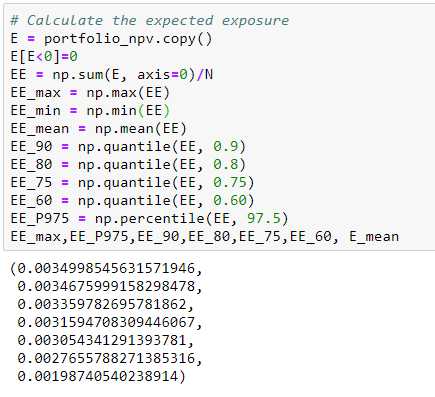 # Calculate the expected exposure
E = portfolio_npv.copy()
E[E<0]=0
EE = np.sum(E, axis=0)/N
EE_max = np.max(EE)
EE_min = np.min(EE)
EE_mean = np.mean(EE)
EE_90 = np.quantile(EE, 0.9)
EE_80 = np.quantile(EE, 0.8)
EE_75 = np.quantile(EE, 0.75)
EE_60 = np.quantile(EE, 0.60)
EE_P975 = np.percentile(EE, 97.5)
EE_max,EE_P975,EE_90,EE_80,EE_75,EE_60, E_mean
(0.0034998545631571946,
0.0034675999158298478,
0.003359782695781862,
0.0031594708309446067,
0.003054341291393781,
0.0027655788271385316,
0.00198740540238914)